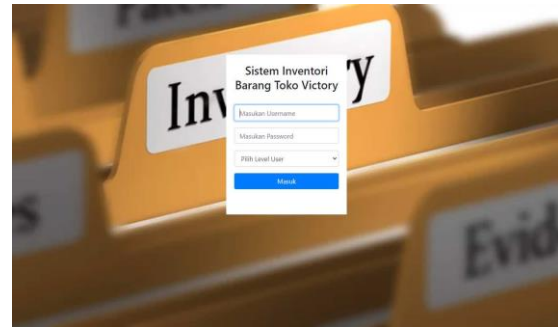 Sistem Inventori
Barang Toko Victory
Masukan Username
Masukan Password
Pilih Level User
Masuk